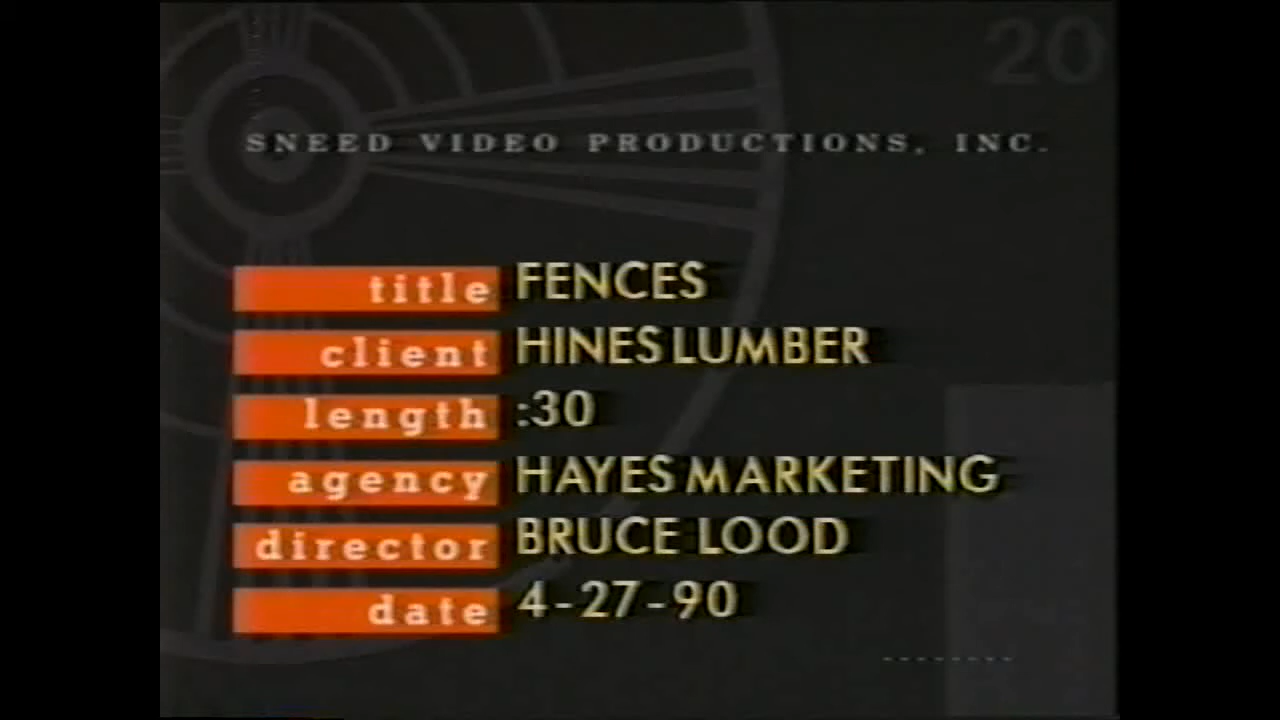 20
SNEED VIDEO PRODUCTIONS, INC.
title FENCES
client HINES LUMBER
length :30
agency HAYES MARKETING
director BRUCE LOOD
date 4-27-90